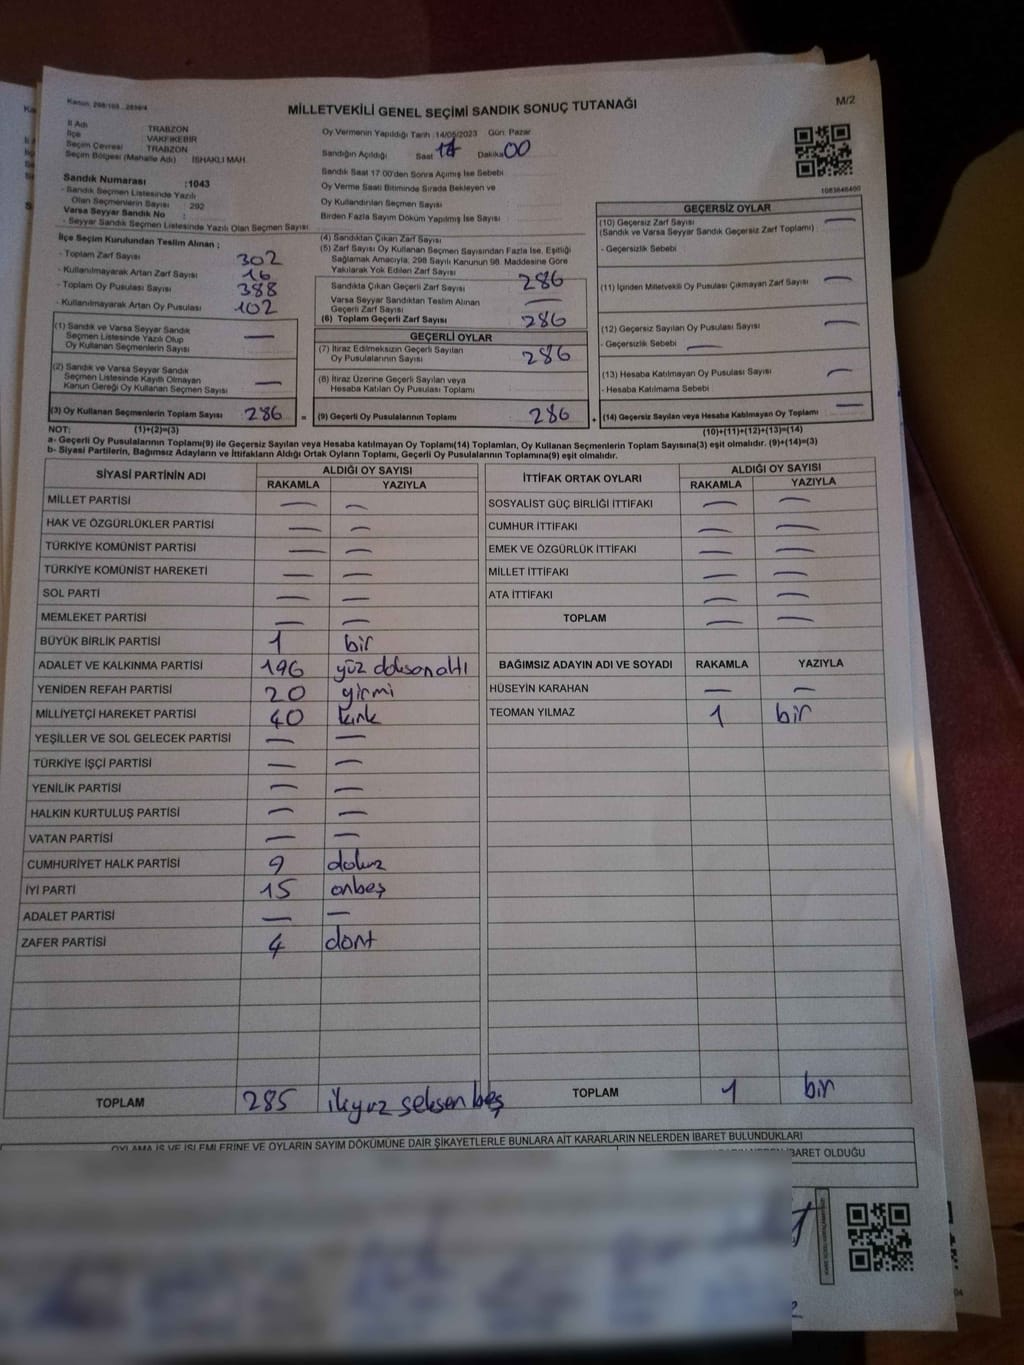 Kanun, 298/105
M/2
MİLLETVEKİLİ GENEL SEÇİMİ SANDIK SONUÇ TUTANAĞI
İl Adı : TRABZON
İlçe : VAKFIKEBİR
Seçim Çevresi : TRABZON
Seçim Bölgesi (Mahalle Adı) : İSHAKLI MAH.
Sandık Numarası :1043
- Sandık Seçmen Listesinde Yazılı
Olan Seçmenlerin Sayısı : 292
Varsa Seyyar Sandık No :
- Seyyar Sandık Seçmen Listesinde Yazılı Olan Seçmen Sayısı
Oy Vermenin Yapıldığı Tarih :14/05/2023 Gün: Pazar
Sandığın Açıldığı Saat 17 Dakika 00
Sandık Saat 17:00'den Sonra Açımış İse Sebebi
Oy Verme Saati Bitiminde Sırada Bekleyen ve
Oy Kullandırılan Seçmen Sayısı
Birden Fazla Sayım Döküm Yapılmış İse Sayısı
1083646400
İlçe Seçim Kurulundan Teslim Alınan ;
- Toplam Zarf Sayısı 302
- Kullanılmayarak Artan Zarf Sayısı 16
- Toplam Oy Pusulası Sayısı 388
- Kullanılmayarak Artan Oy Pusulası 102
(1) Sandık ve Varsa Seyyar Sandık
Seçmen Listesinde Yazılı Olup
Oy Kullanan Seçmenlerin Sayısı —
(2) Sandık ve Varsa Seyyar Sandık
Seçmen Listesinde Kayıtlı Olmayan
Kanun Gereği Oy Kullanan Seçmen Sayısı —
(3) Oy Kullanan Seçmenlerin Toplam Sayısı 286 =
(4) Sandıktan Çıkan Zarf Sayısı
(5) Zarf Sayısı Oy Kullanan Seçmen Sayısından Fazla İse, Eşitliği
Sağlamak Amacıyla, 298 Sayılı Kanunun 98. Maddesine Göre
Yakılarak Yok Edilen Zarf Sayısı
Sandıkta Çıkan Geçerli Zarf Sayısı 286
Varsa Seyyar Sandıktan Teslim Alınan
Geçerli Zarf Sayısı —
(6) Toplam Geçerli Zarf Sayısı 286
GEÇERLİ OYLAR
(7) İtiraz Edilmeksizin Geçerli Sayılan
Oy Pusulalarının Sayısı 286
(8) İtiraz Üzerine Geçerli Sayılan veya
Hesaba Katılan Oy Pusulası Toplamı
(9) Geçerli Oy Pusulalarının Toplamı 286 +
GEÇERSİZ OYLAR
(10) Geçersiz Zarf Sayısı —
(Sandık ve Varsa Seyyar Sandık Geçersiz Zarf Toplamı)
- Geçersizlik Sebebi
(11) İçinden Milletvekili Oy Pusulası Çıkmayan Zarf Sayısı —
(12) Geçersiz Sayılan Oy Pusulası Sayısı —
- Geçersizlik Sebebi —
(13) Hesaba Katılmayan Oy Pusulası Sayısı —
- Hesaba Katılmama Sebebi
(14) Geçersiz Sayılan veya Hesaba Katılmayan Oy Toplamı —
NOT: (1)+(2)=(3) (10)+(11)+(12)+(13)=(14)
a- Geçerli Oy Pusulalarının Toplamı(9) ile Geçersiz Sayılan veya Hesaba katılmayan Oy Toplamı(14) Toplamları, Oy Kullanan Seçmenlerin Toplam Sayısına(3) eşit olmalıdır. (9)+(14)=(3)
b- Siyasi Partilerin, Bağımsız Adayların ve İttifakların Aldığı Ortak Oyların Toplamı, Geçerli Oy Pusulalarının Toplamına(9) eşit olmalıdır.
SİYASİ PARTİNİN ADI ALDIĞI OY SAYISI
RAKAMLA YAZIYLA
MİLLET PARTİSİ — —
HAK VE ÖZGÜRLÜKLER PARTİSİ — —
TÜRKİYE KOMÜNİST PARTİSİ — —
TÜRKİYE KOMÜNİST HAREKETİ — —
SOL PARTİ — —
MEMLEKET PARTİSİ — —
BÜYÜK BİRLİK PARTİSİ 1 bir
ADALET VE KALKINMA PARTİSİ 196 yüz doksanaltı
YENİDEN REFAH PARTİSİ 20 yirmi
MİLLİYETÇİ HAREKET PARTİSİ 40 kırk
YEŞİLLER VE SOL GELECEK PARTİSİ — —
TÜRKİYE İŞÇİ PARTİSİ — —
YENİLİK PARTİSİ — —
HALKIN KURTULUŞ PARTİSİ — —
VATAN PARTİSİ — —
CUMHURİYET HALK PARTİSİ 9 dokuz
İYİ PARTİ 15 onbeş
ADALET PARTİSİ — —
ZAFER PARTİSİ 4 dört
TOPLAM 285 ikiyüz seksen beş
İTTİFAK ORTAK OYLARI ALDIĞI OY SAYISI
RAKAMLA YAZIYLA
SOSYALİST GÜÇ BİRLİĞİ İTTİFAKI — —
CUMHUR İTTİFAKI — —
EMEK VE ÖZGÜRLÜK İTTİFAKI — —
MİLLET İTTİFAKI — —
ATA İTTİFAKI — —
TOPLAM — —
BAĞIMSIZ ADAYIN ADI VE SOYADI RAKAMLA YAZIYLA
HÜSEYİN KARAHAN — —
TEOMAN YILMAZ 1 bir
TOPLAM 1 bir
OYLAMA İŞ VE İŞLEMLERİNE VE OYLARIN SAYIM DÖKÜMÜNE DAİR ŞİKAYETLERLE BUNLARA AİT KARARLARIN NELERDEN İBARET BULUNDUKLARI
İBARET OLDUĞU